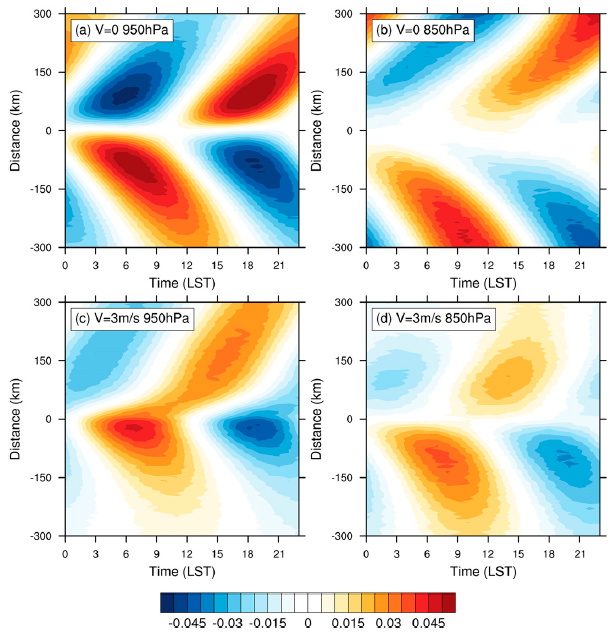 (a) V=0 950hPa
300
150
0
-150
-300
Distance (km)
0 3 6 9 12 15 18 21
Time (LST)
(b) V=0 850hPa
300
150
0
-150
-300
Distance (km)
0 3 6 9 12 15 18 21
Time (LST)
(c) V=3m/s 950hPa
300
150
0
-150
-300
Distance (km)
0 3 6 9 12 15 18 21
Time (LST)
(d) V=3m/s 850hPa
300
150
0
-150
-300
Distance (km)
0 3 6 9 12 15 18 21
Time (LST)
-0.045 -0.03 -0.015 0 0.015 0.03 0.045